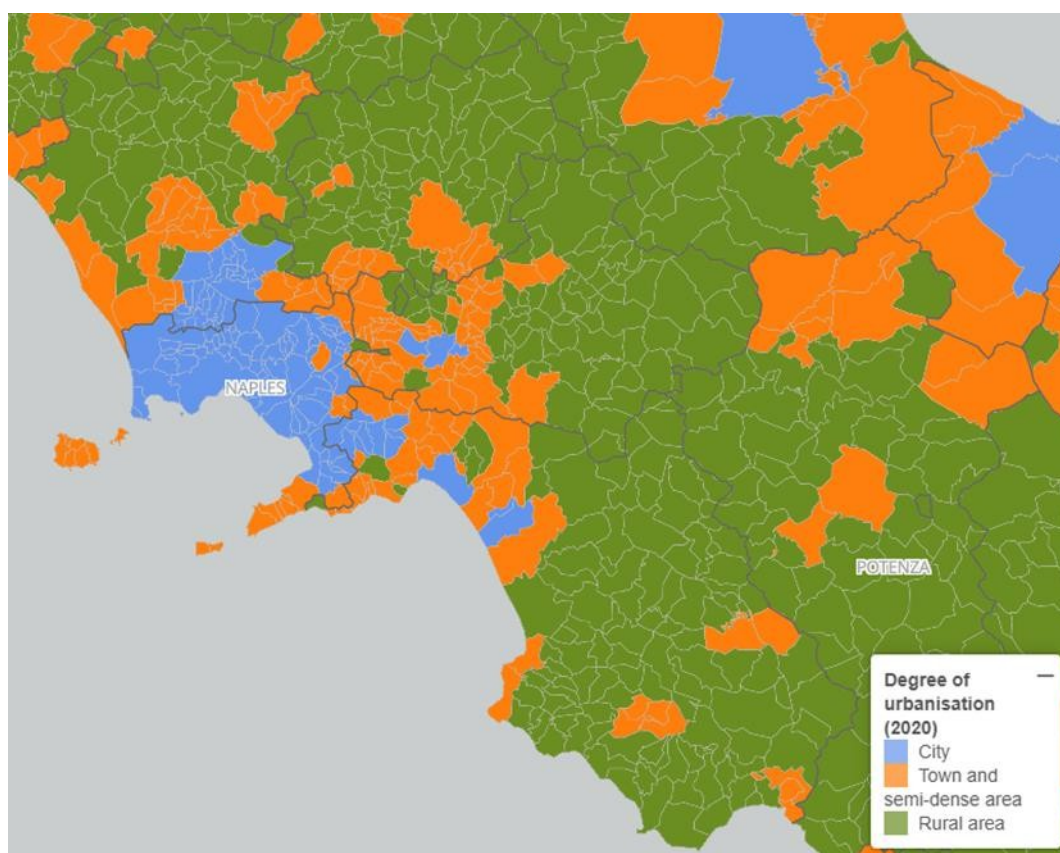 NAPLES
POTENZA
Degree of
urbanisation
(2020)
City
Town and
semi-dense area
Rural area